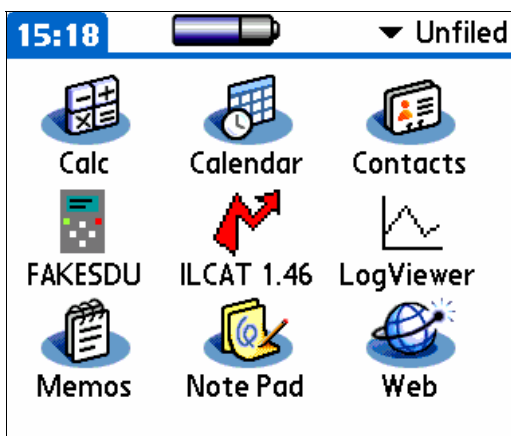 15:18 Unfiled
Calc Calendar Contacts
FAKESDU ILCAT 1.46 LogViewer
Memos Note Pad Web